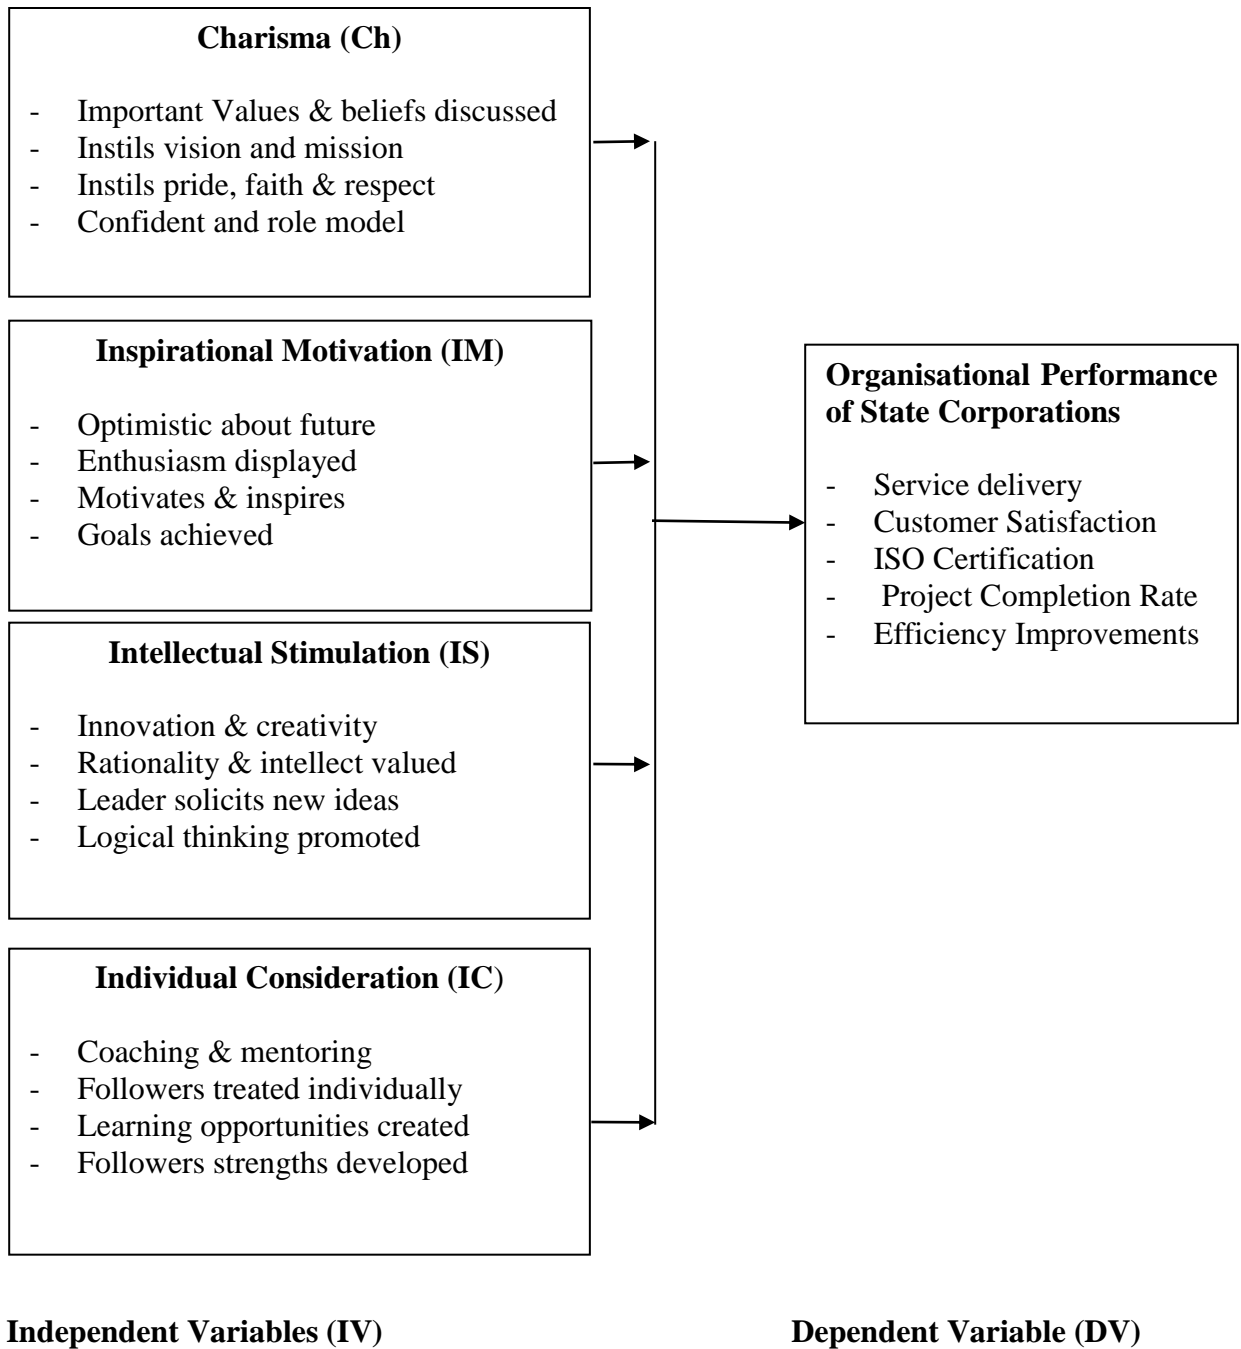 Charisma (Ch)
- Important Values & beliefs discussed
- Instils vision and mission
- Instils pride, faith & respect
- Confident and role model
Inspirational Motivation (IM)
- Optimistic about future
- Enthusiasm displayed
- Motivates & inspires
- Goals achieved
Intellectual Stimulation (IS)
- Innovation & creativity
- Rationality & intellect valued
- Leader solicits new ideas
- Logical thinking promoted
Individual Consideration (IC)
- Coaching & mentoring
- Followers treated individually
- Learning opportunities created
- Followers strengths developed
Organisational Performance
of State Corporations
- Service delivery
- Customer Satisfaction
- ISO Certification
- Project Completion Rate
- Efficiency Improvements
Independent Variables (IV)
Dependent Variable (DV)